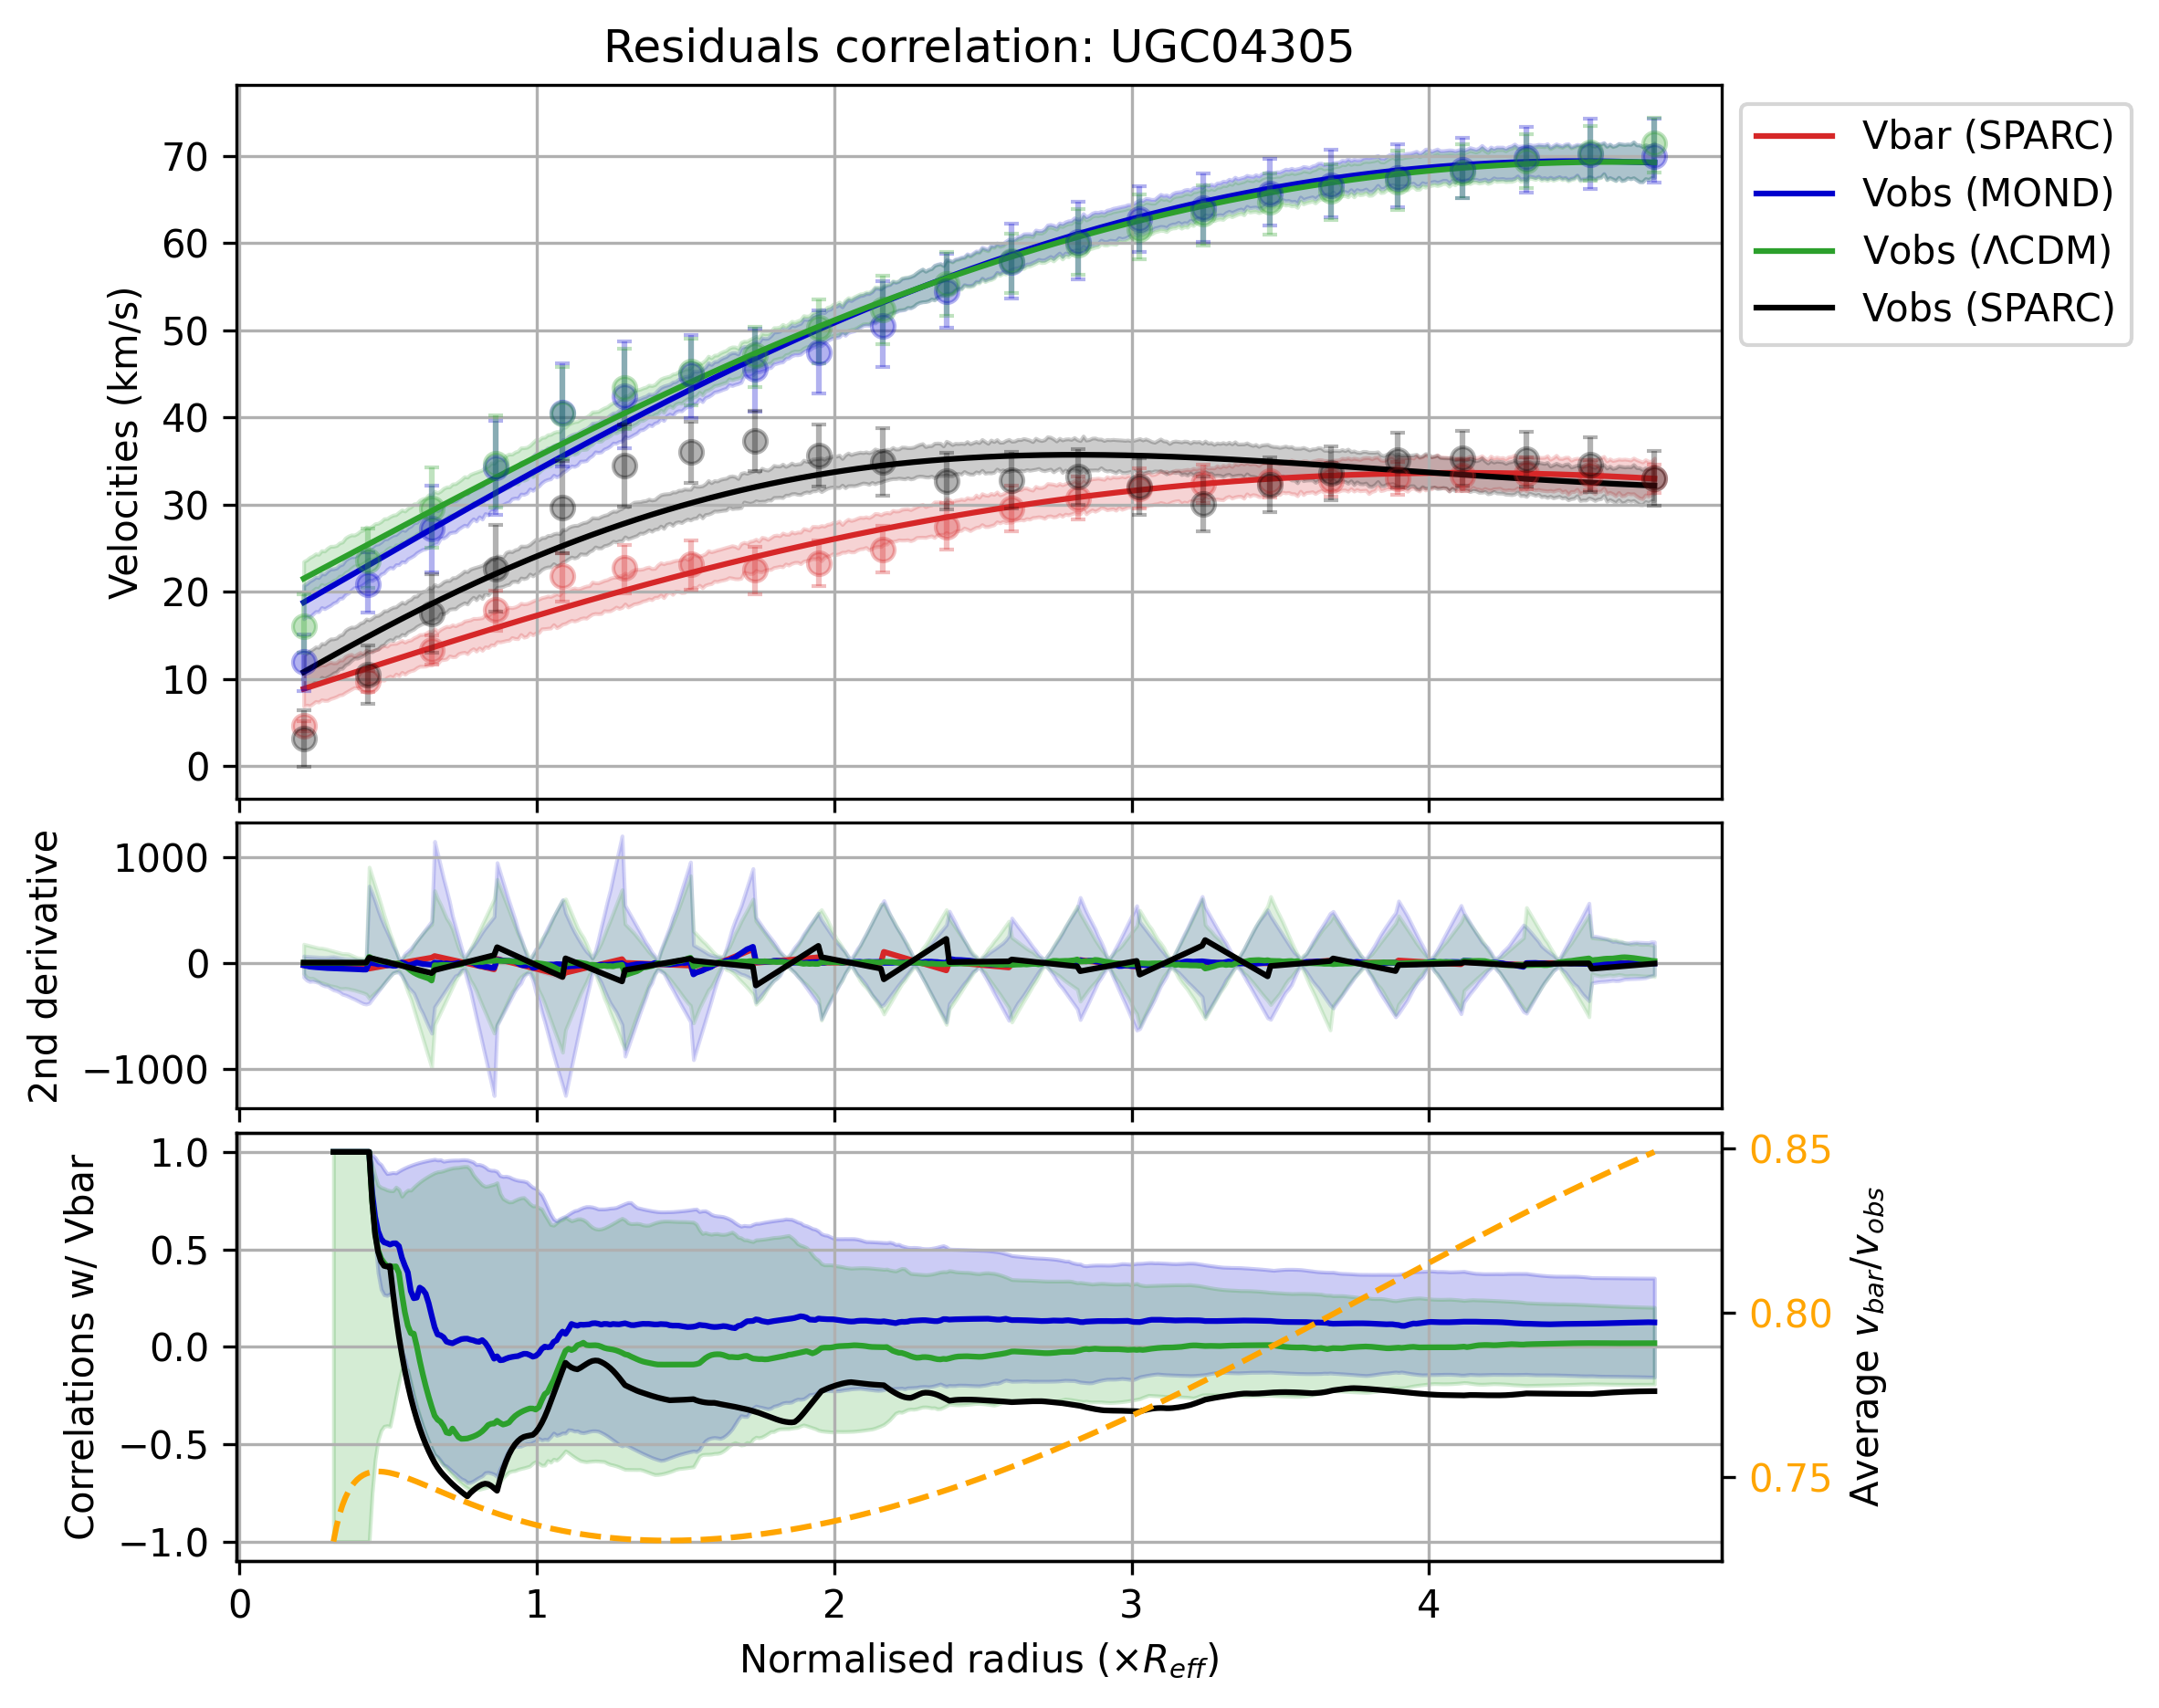 Residuals correlation: UGC04305
Velocities (km/s)
70
60
50
40
30
20
10
0
Vbar (SPARC)
Vobs (MOND)
Vobs (ΛCDM)
Vobs (SPARC)
2nd derivative
1000
0
−1000
Correlations w/ Vbar
1.0
0.5
0.0
−0.5
−1.0
0.85
0.80
0.75
Average v_bar/v_obs
0 1 2 3 4
Normalised radius (×R_eff)